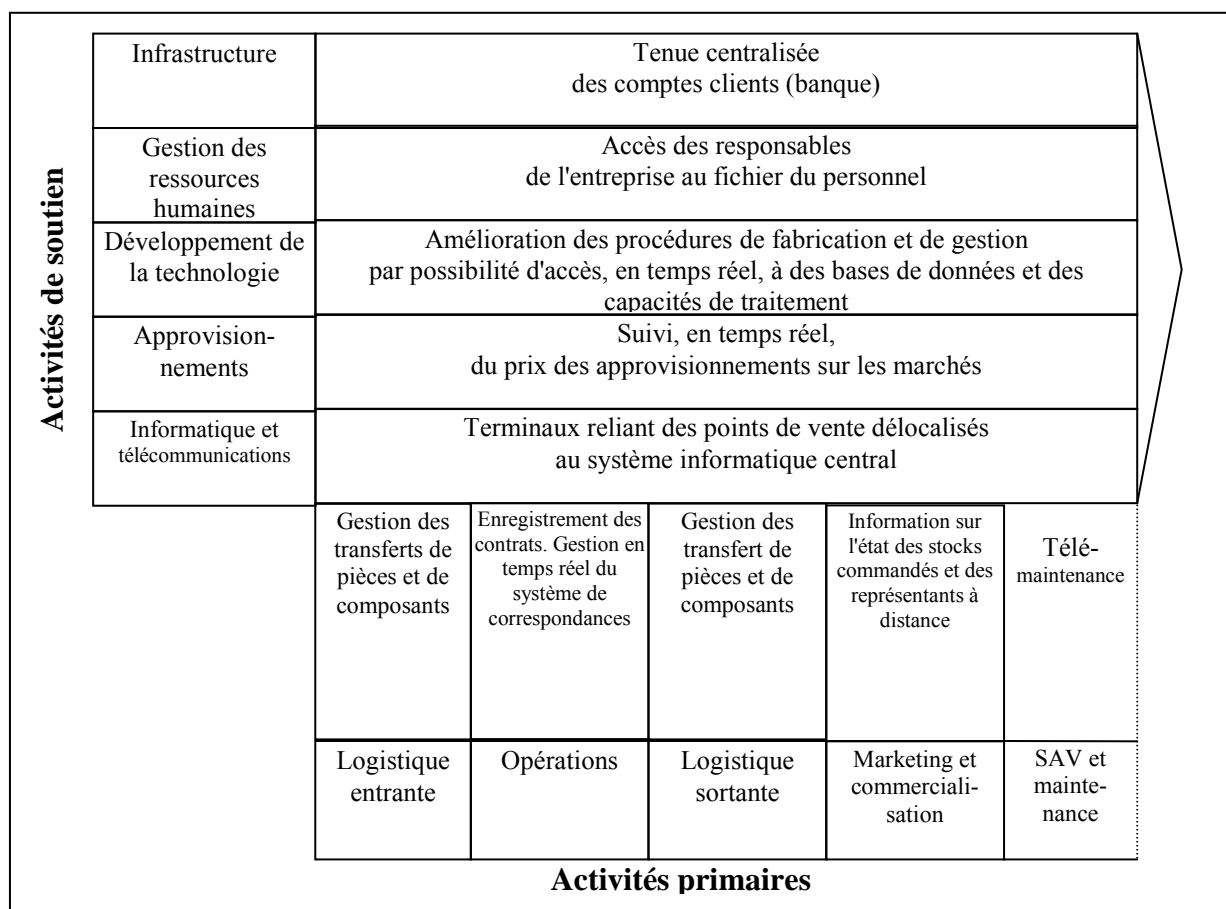 Activités de soutien
Infrastructure
Tenue centralisée
des comptes clients (banque)
Gestion des
ressources
humaines
Accès des responsables
de l'entreprise au fichier du personnel
Développement de
la technologie
Amélioration des procédures de fabrication et de gestion
par possibilité d'accès, en temps réel, à des bases de données et des
capacités de traitement
Approvision-
nements
Suivi, en temps réel,
du prix des approvisionnements sur les marchés
Informatique et
télécommunications
Terminaux reliant des points de vente délocalisés
au système informatique central
Gestion des
transferts de
pièces et de
composants
Enregistrement des
contrats. Gestion en
temps réel du
système de
correspondances
Gestion des
transfert de
pièces et de
composants
Information sur
l'état des stocks
commandés et des
représentants à
distance
Télé-
maintenance
Logistique
entrante
Opérations
Logistique
sortante
Marketing et
commerciali-
sation
SAV et
mainte-
nance
Activités primaires